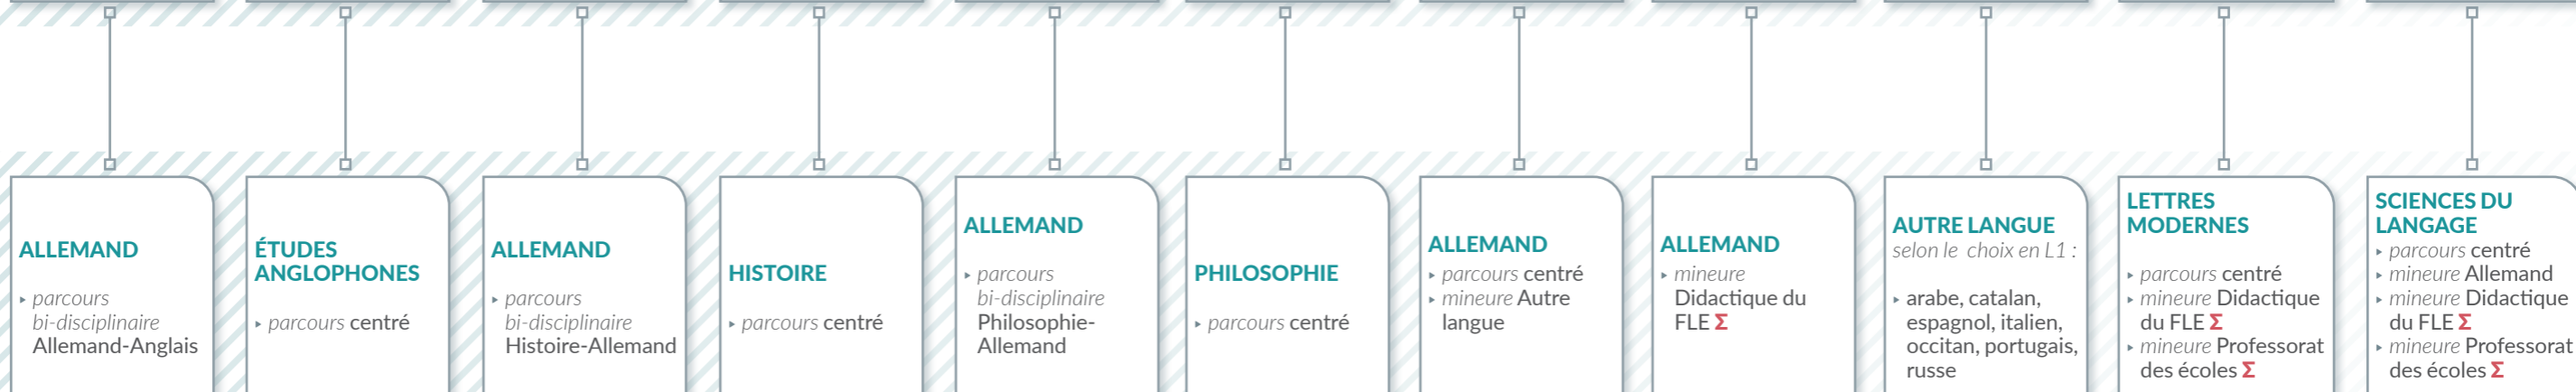 ALLEMAND
▸ parcours
bi-disciplinaire
Allemand-Anglais
ÉTUDES
ANGLOPHONES
▸ parcours centré
ALLEMAND
▸ parcours
bi-disciplinaire
Histoire-Allemand
HISTOIRE
▸ parcours centré
ALLEMAND
▸ parcours
bi-disciplinaire
Philosophie-
Allemand
PHILOSOPHIE
▸ parcours centré
ALLEMAND
▸ parcours centré
▸ mineure Autre
langue
ALLEMAND
▸ mineure
Didactique du
FLE Σ
AUTRE LANGUE
selon le choix en L1 :
▸ arabe, catalan,
espagnol, italien,
occitan, portugais,
russe
LETTRES
MODERNES
▸ parcours centré
▸ mineure Didactique
du FLE Σ
▸ mineure Professorat
des écoles Σ
SCIENCES DU
LANGAGE
▸ parcours centré
▸ mineure Allemand
▸ mineure Didactique
du FLE Σ
▸ mineure Professorat
des écoles Σ